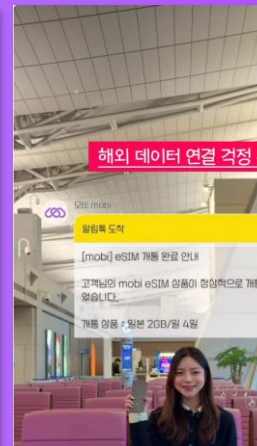 해외 데이터 연결 걱정
모비 mobi
알림톡 도착
[mobi] eSIM 개통 완료 안내
고객님의 mobi eSIM 상품이 정상적으로 개통
었습니다.
개통 상품 : 일본 2GB/일 4일